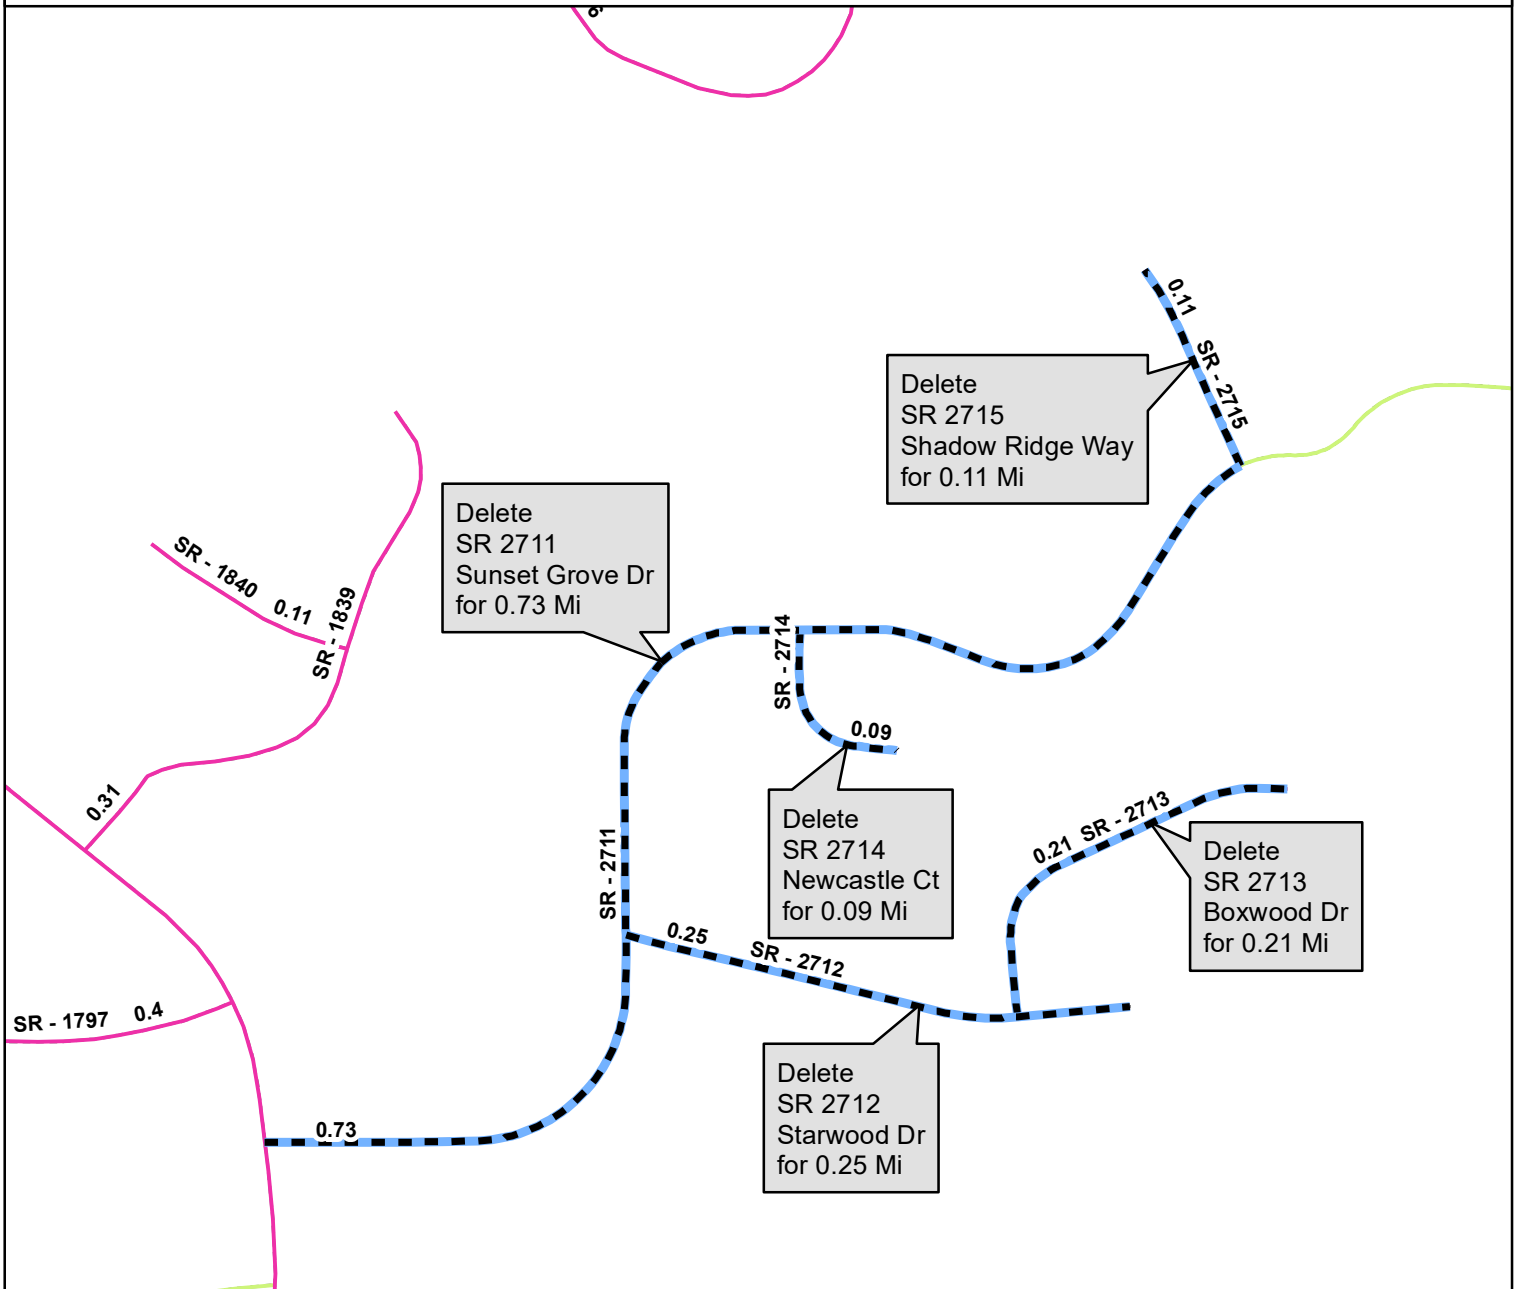 0.11
SR - 2715
Delete
SR 2715
Shadow Ridge Way
for 0.11 Mi
Delete
SR 2711
Sunset Grove Dr
for 0.73 Mi
SR - 1840
0.11
SR - 1839
SR - 2714
0.09
0.31
Delete
SR 2714
Newcastle Ct
for 0.09 Mi
0.21
SR - 2713
Delete
SR 2713
Boxwood Dr
for 0.21 Mi
SR - 2711
0.25
SR - 2712
SR - 1797
0.4
Delete
SR 2712
Starwood Dr
for 0.25 Mi
0.73